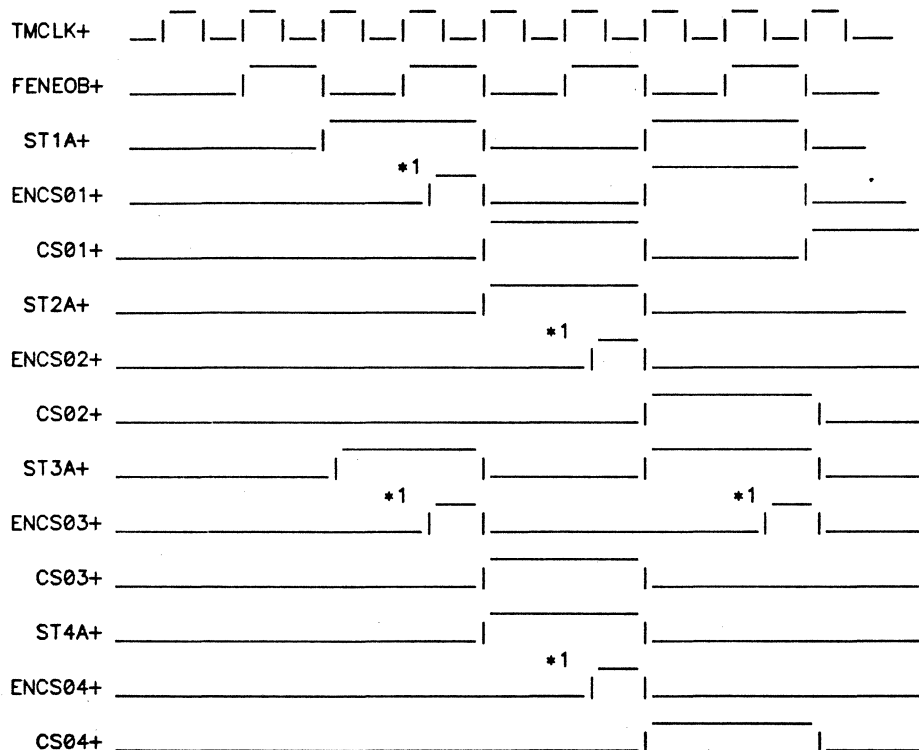 TMCLK+
FENEOB+
ST1A+
*1
ENCS01+
CS01+
ST2A+
*1
ENCS02+
CS02+
ST3A+
*1 *1
ENCS03+
CS03+
ST4A+
*1
ENCS04+
CS04+